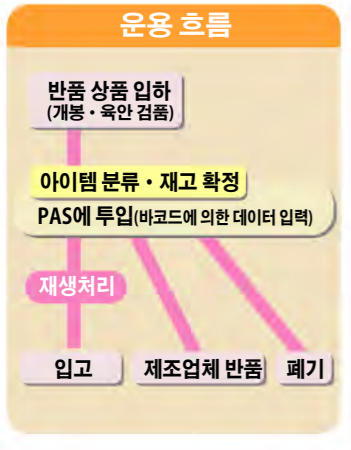 운용 흐름
반품 상품 입하
(개봉・육안 검품)
아이템 분류・재고 확정
PAS에 투입(바코드에 의한 데이터 입력)
재생처리
입고 제조업체 반품 폐기